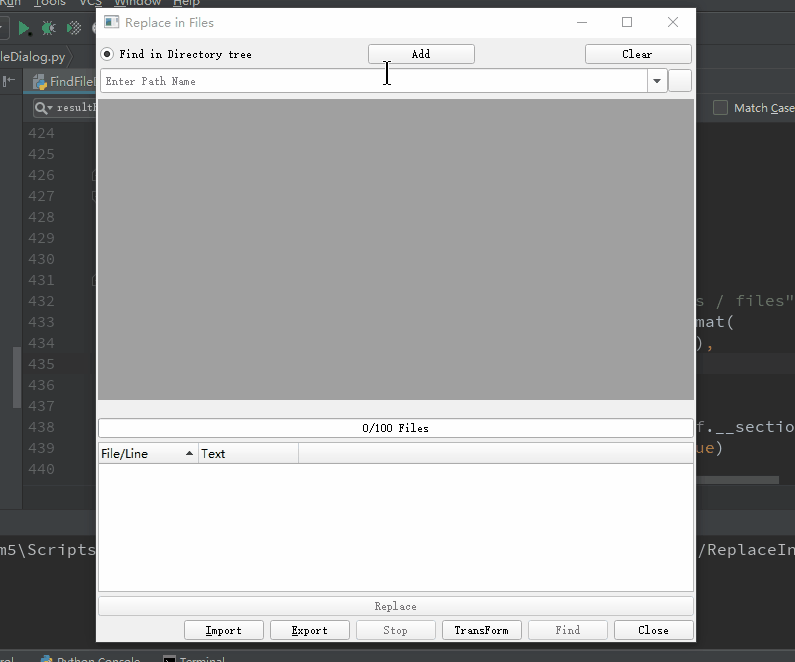 Run Tools VCS Window Help
Replace in Files
Find in Directory tree
Add
Clear
leDialog.py
Enter Path Name
FindFile
result
Match Case
424
425
426
427
428
429
430
431
432
s / files"
433
mat(
434
),
435
436
437
438
f.__sectio
439
ue)
440
0/100 Files
File/Line
Text
m5\Scripts
/ReplaceIn
Replace
Import
Export
Stop
TransForm
Find
Close
Python Console
Terminal